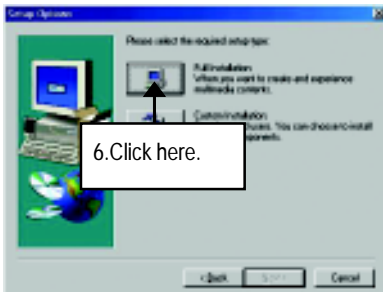 Setup Options
Please select the required setup type:
Full Installation
When you want to create and experience
multimedia contents.
Custom Installation
users. You can choose to install
6.Click here.
<Back
Cancel